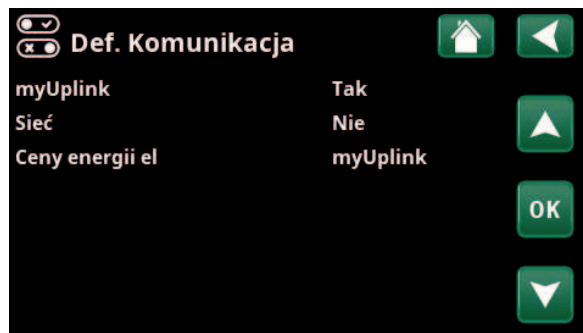 Def. Komunikacja
myUplink Tak
Sieć Nie
Ceny energii el myUplink
OK